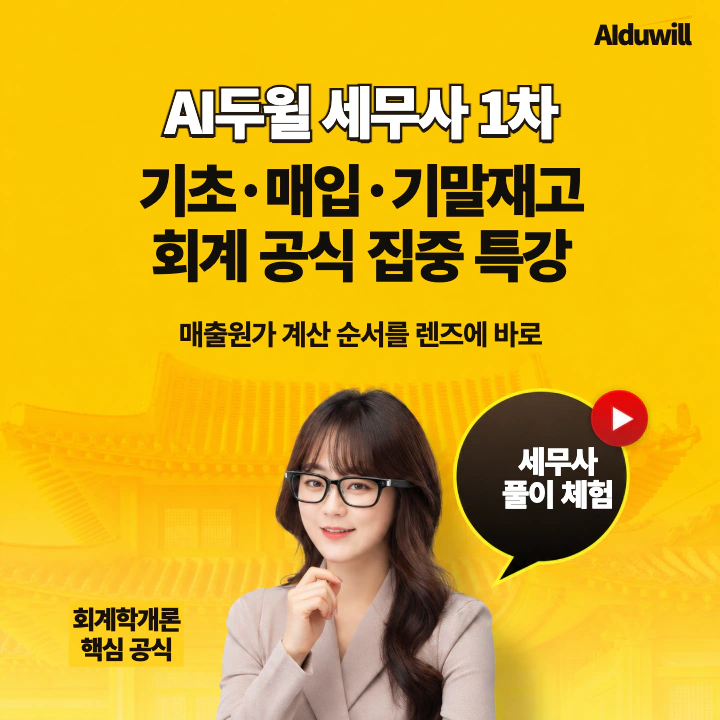 AIduwill
AI두윌 세무사 1차
기초·매입·기말재고
회계 공식 집중 특강
매출원가 계산 순서를 렌즈에 바로
세무사
풀이 체험
회계학개론
핵심 공식